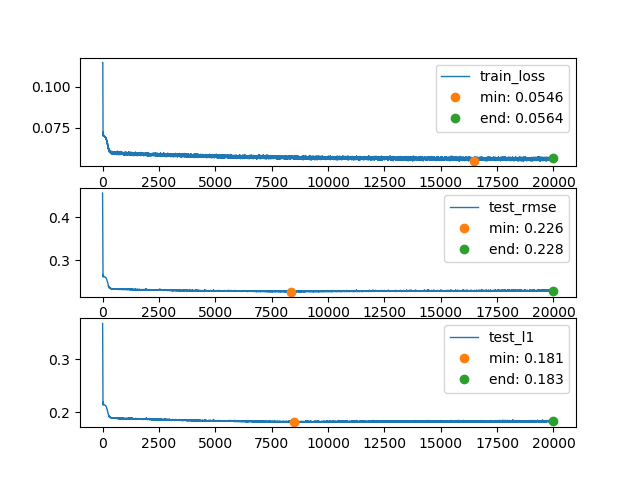 train_loss
0.100
min: 0.0546
end: 0.0564
0.075
0 2500 5000 7500 10000 12500 15000 17500 20000
test_rmse
0.4
min: 0.226
end: 0.228
0.3
0 2500 5000 7500 10000 12500 15000 17500 20000
test_l1
0.3
min: 0.181
end: 0.183
0.2
0 2500 5000 7500 10000 12500 15000 17500 20000